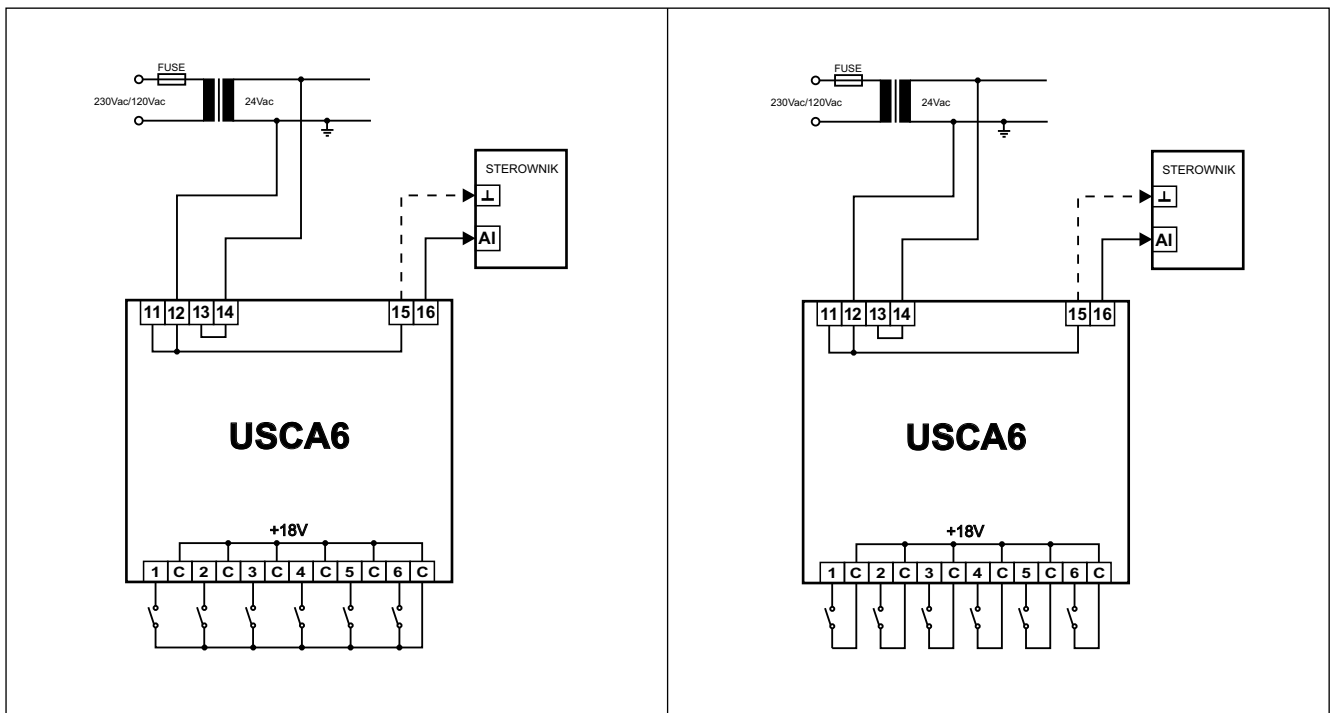 FUSE
230Vac/120Vac
24Vac
STEROWNIK
⊥
AI
11 12 13 14 15 16
USCA6
+18V
1 C 2 C 3 C 4 C 5 C 6 C
FUSE
230Vac/120Vac
24Vac
STEROWNIK
⊥
AI
11 12 13 14 15 16
USCA6
+18V
1 C 2 C 3 C 4 C 5 C 6 C